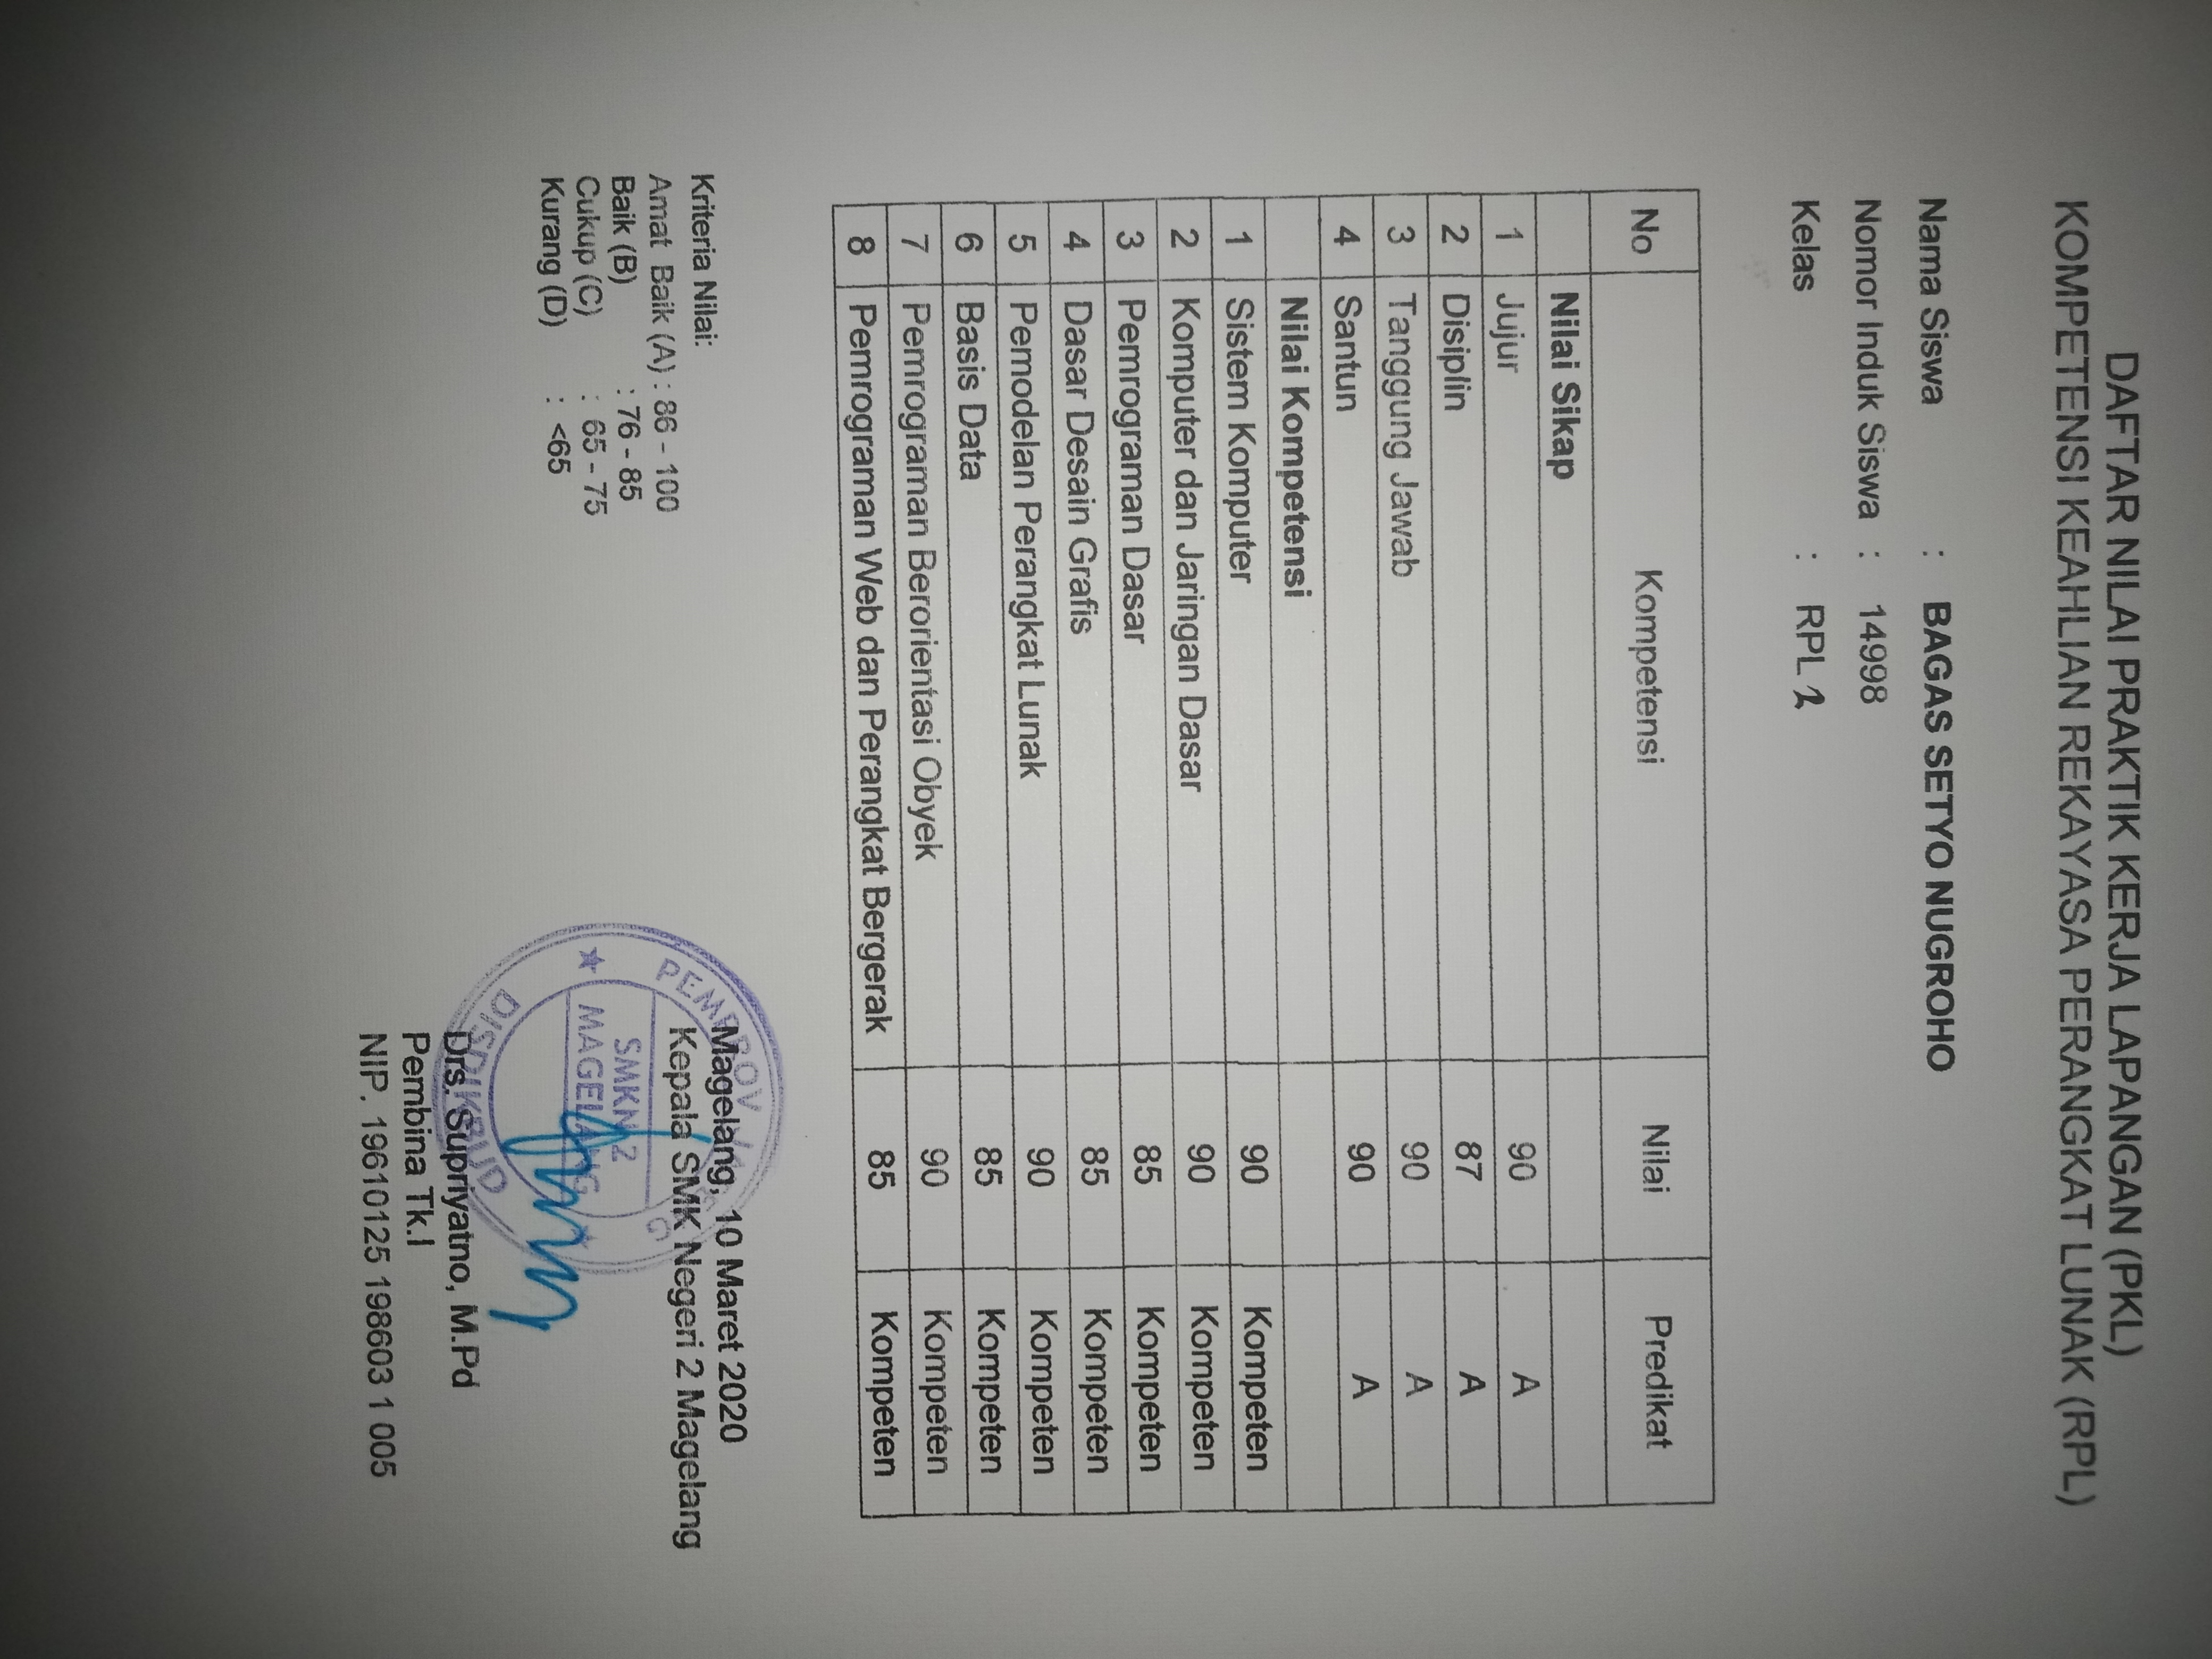 DAFTAR NILAI PRAKTIK KERJA LAPANGAN (PKL)
KOMPETENSI KEAHLIAN REKAYASA PERANGKAT LUNAK (RPL)
Nama Siswa : BAGAS SETYO NUGROHO
Nomor Induk Siswa : 14998
Kelas : RPL 2
No Kompetensi Nilai Predikat
Nilai Sikap
1 Jujur 90 A
2 Disiplin 87 A
3 Tanggung Jawab 90 A
4 Santun 90 A
Nilai Kompetensi
1 Sistem Komputer 90 Kompeten
2 Komputer dan Jaringan Dasar 90 Kompeten
3 Pemrograman Dasar 85 Kompeten
4 Dasar Desain Grafis 85 Kompeten
5 Pemodelan Perangkat Lunak 90 Kompeten
6 Basis Data 85 Kompeten
7 Pemrograman Berorientasi Obyek 90 Kompeten
8 Pemrograman Web dan Perangkat Bergerak 85 Kompeten
Kriteria Nilai:
Amat Baik (A) : 86 - 100
Baik (B) : 76 - 85
Cukup (C) : 65 - 75
Kurang (D) : <65
Magelang, 10 Maret 2020
Kepala SMK Negeri 2 Magelang
PEMPROV
SMKN 2
MAGELANG
DISDIKBUD
Drs. Supriyatno, M.Pd
Pembina Tk.I
NIP. 19610125 198603 1 005